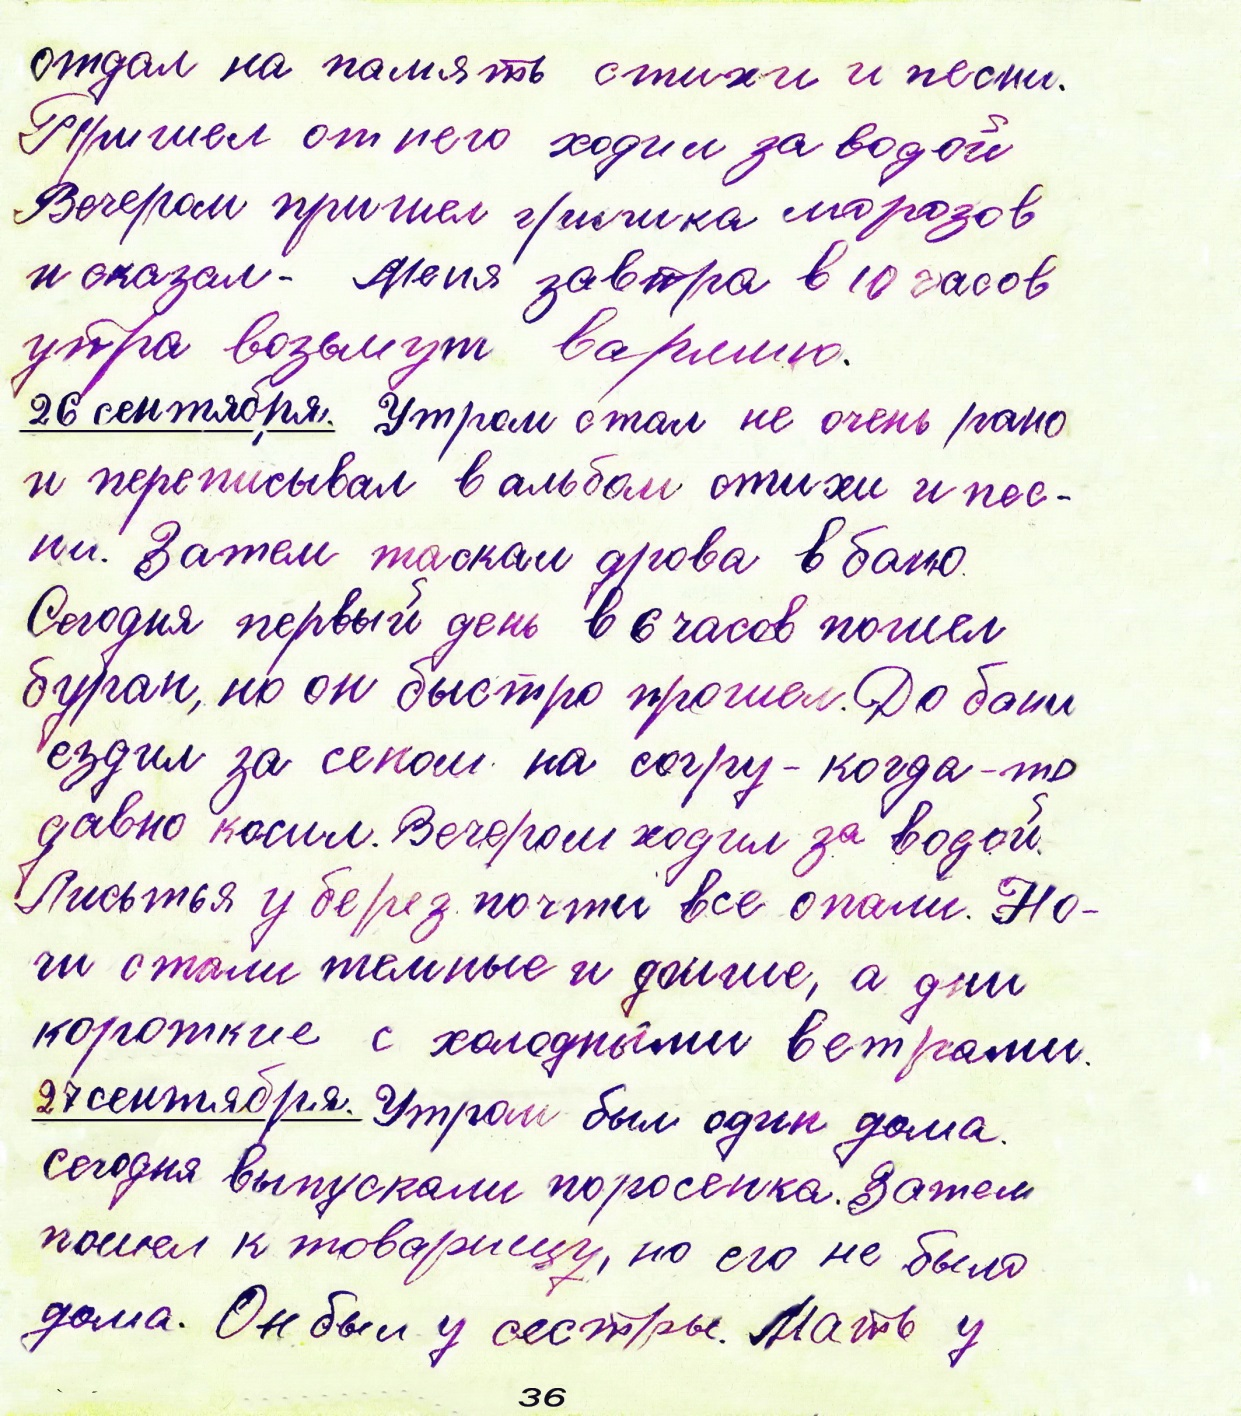 отдал на память стихи и песни.
Пришел от него ходил за водой
Вечером пришел гришка морозов
и сказал- Меня завтра в 10 часов
утра возьмут в армию.
26 сентября. Утром стал не очень рано
и переписывал в альбом стихи и пес-
ни. Затем таскал дрова в баню.
Сегодня первый день в 6 часов пошел
буран, но он быстро прошел. До бани
ездил за сеном на согру - когда-то
давно косил. Вечером ходил за водой.
Листья у берез почти все опали. Но-
чи стали темные и долгие, а дни
короткие с холодными ветрами.
27 сентября. Утром был один дома.
Сегодня выпускали поросенка. Затем
пошел к товарищу, но его не было
дома. Он был у сестры. Мать у
36